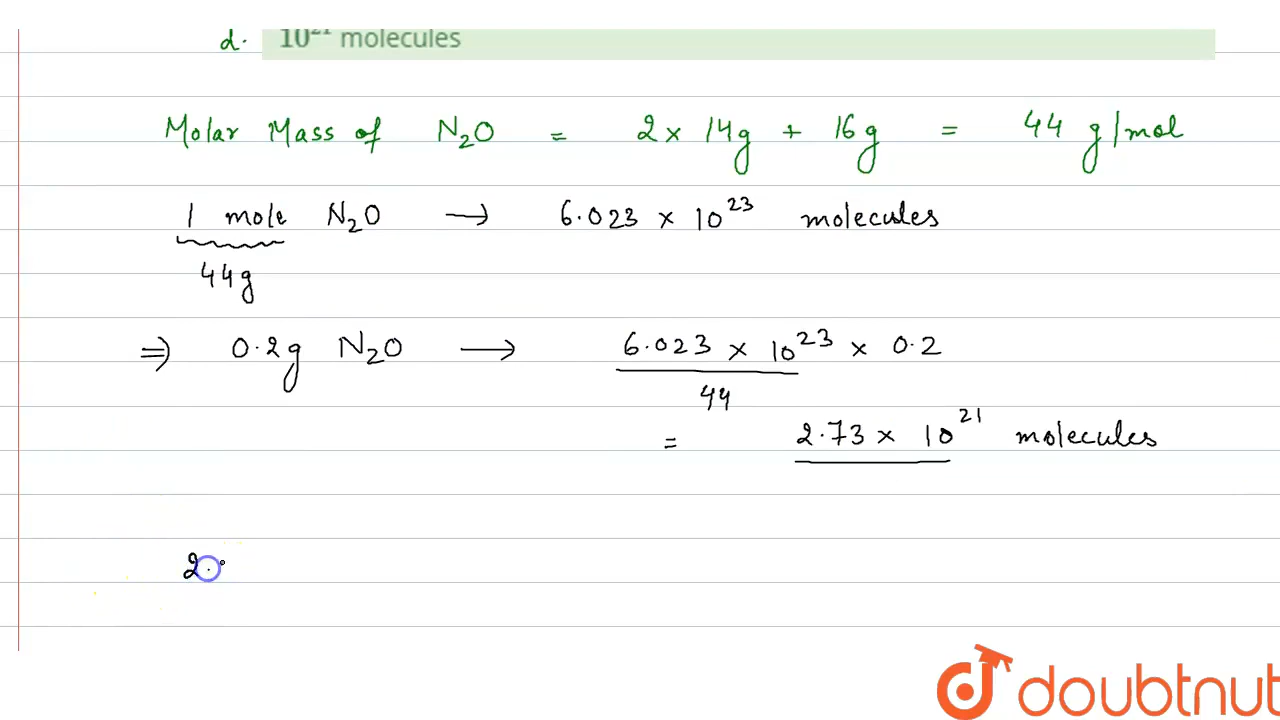 d. 10²¹ molecules
Molar Mass of N₂O = 2 × 14g + 16g = 44 g/mol
1 mole N₂O → 6.023 × 10²³ molecules
44g
⇒ 0.2g N₂O → 6.023 × 10²³ × 0.2
44
= 2.73 × 10²¹ molecules
2.
doubtnut